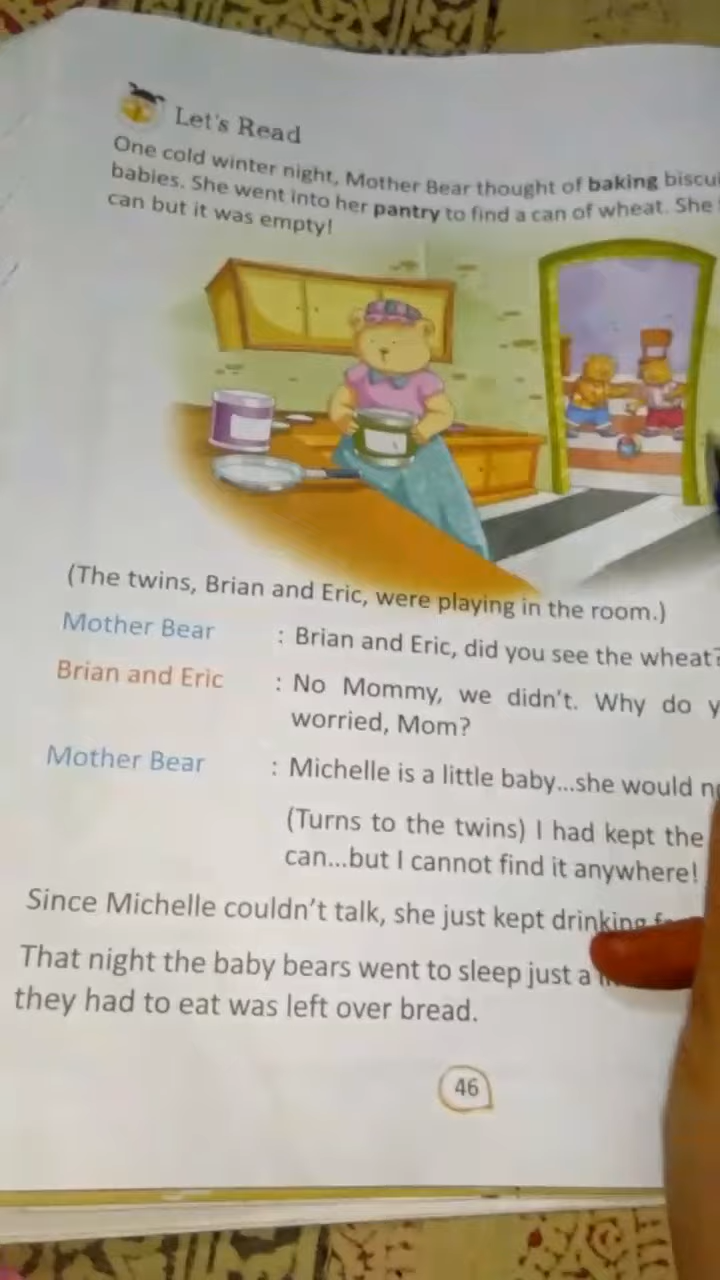 Let's Read
One cold winter night, Mother Bear thought of baking
babies. She went into her pantry to find a can of wheat. She
can but it was empty!
(The twins, Brian and Eric, were playing in the room.)
Mother Bear : Brian and Eric, did you see the wheat?
Brian and Eric : No Mommy, we didn't. Why do
worried, Mom?
Mother Bear : Michelle is a little baby...she would
(Turns to the twins) I had kept the
can...but I cannot find it anywhere!
Since Michelle couldn't talk, she just kept drinking
That night the baby bears went to sleep just a
they had to eat was left over bread.
46